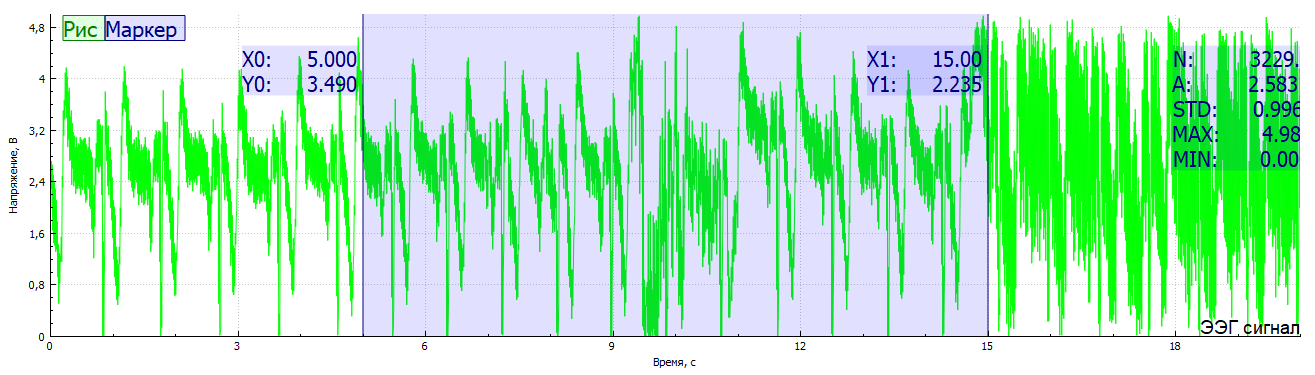 Рис Маркер
X0: 5.000
Y0: 3.490
X1: 15.00
Y1: 2.235
N: 3229.
A: 2.583
STD: 0.996
MAX: 4.98
MIN: 0.00
4,8
4
3,2
2,4
1,6
0,8
0
Напряжение, В
ЭЭГ сигнал
0 3 6 9 12 15 18
Время, с